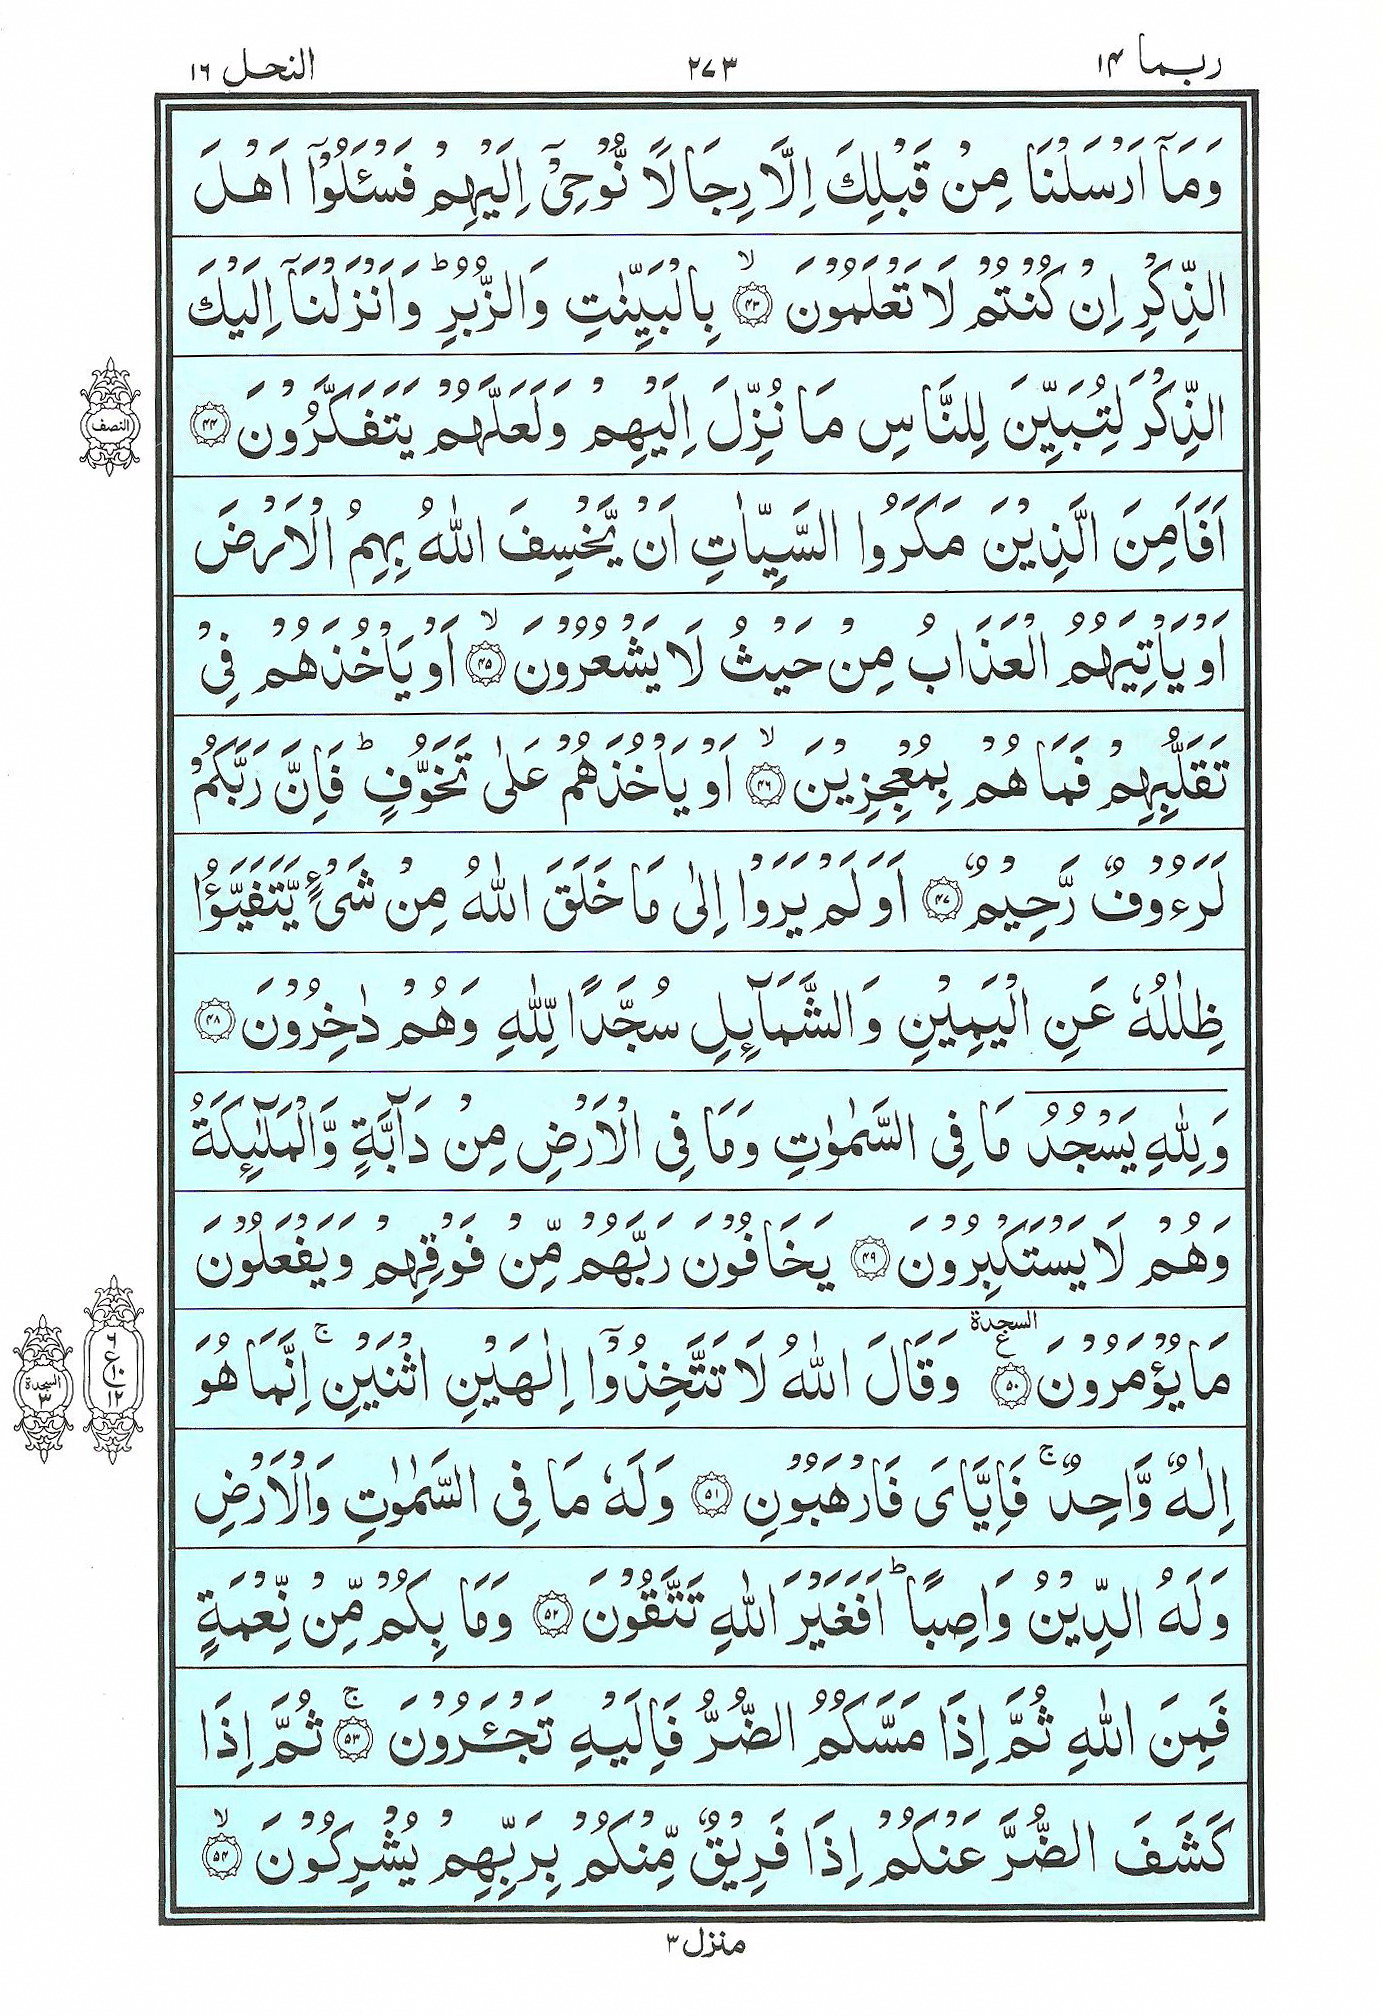 ربما ۱۴ ۲۷۳ النحل ۱۶
وَمَاۤ اَرْسَلْنَا مِنْ قَبْلِكَ اِلَّا رِجَالًا نُّوْحِيْۤ اِلَيْهِمْ فَسْـَٔلُوْۤا اَهْلَ
الذِّكْرِ اِنْ كُنْتُمْ لَا تَعْلَمُوْنَ ۙ﴿۴۳﴾ بِالْبَيِّنٰتِ وَالزُّبُرِ ؕ وَاَنْزَلْنَاۤ اِلَيْكَ
الذِّكْرَ لِتُبَيِّنَ لِلنَّاسِ مَا نُزِّلَ اِلَيْهِمْ وَلَعَلَّهُمْ يَتَفَكَّرُوْنَ ﴿۴۴﴾
النصف
اَفَاَمِنَ الَّذِيْنَ مَكَرُوا السَّيِّاٰتِ اَنْ يَّخْسِفَ اللّٰهُ بِهِمُ الْاَرْضَ
اَوْ يَاْتِيَهُمُ الْعَذَابُ مِنْ حَيْثُ لَا يَشْعُرُوْنَ ۙ﴿۴۵﴾ اَوْ يَاْخُذَهُمْ فِيْ
تَقَلُّبِهِمْ فَمَا هُمْ بِمُعْجِزِيْنَ ۙ﴿۴۶﴾ اَوْ يَاْخُذَهُمْ عَلٰى تَخَوُّفٍ ؕ فَاِنَّ رَبَّكُمْ
لَرَءُوْفٌ رَّحِيْمٌ ﴿۴۷﴾ اَوَلَمْ يَرَوْا اِلٰى مَا خَلَقَ اللّٰهُ مِنْ شَيْءٍ يَّتَفَيَّؤُا
ظِلٰلُهٗ عَنِ الْيَمِيْنِ وَالشَّمَآئِلِ سُجَّدًا لِّلّٰهِ وَهُمْ دٰخِرُوْنَ ﴿۴۸﴾
وَلِلّٰهِ يَسْجُدُ مَا فِي السَّمٰوٰتِ وَمَا فِي الْاَرْضِ مِنْ دَآبَّةٍ وَّالْمَلٰٓئِكَةُ
وَهُمْ لَا يَسْتَكْبِرُوْنَ ﴿۴۹﴾ يَخَافُوْنَ رَبَّهُمْ مِّنْ فَوْقِهِمْ وَيَفْعَلُوْنَ
مَا يُؤْمَرُوْنَ السجدة ع ﴿۵۰﴾ وَقَالَ اللّٰهُ لَا تَتَّخِذُوْۤا اِلٰهَيْنِ اثْنَيْنِ ۚ اِنَّمَا هُوَ
۶ ع ۱۰ ۱۲
السجدة ۳
اِلٰهٌ وَّاحِدٌ ۚ فَاِيَّايَ فَارْهَبُوْنِ ﴿۵۱﴾ وَلَهٗ مَا فِي السَّمٰوٰتِ وَالْاَرْضِ
وَلَهُ الدِّيْنُ وَاصِبًا ؕ اَفَغَيْرَ اللّٰهِ تَتَّقُوْنَ ﴿۵۲﴾ وَمَا بِكُمْ مِّنْ نِّعْمَةٍ
فَمِنَ اللّٰهِ ثُمَّ اِذَا مَسَّكُمُ الضُّرُّ فَاِلَيْهِ تَجْـَٔرُوْنَ ۚ﴿۵۳﴾ ثُمَّ اِذَا
كَشَفَ الضُّرَّ عَنْكُمْ اِذَا فَرِيْقٌ مِّنْكُمْ بِرَبِّهِمْ يُشْرِكُوْنَ ۙ﴿۵۴﴾
منزل ۳